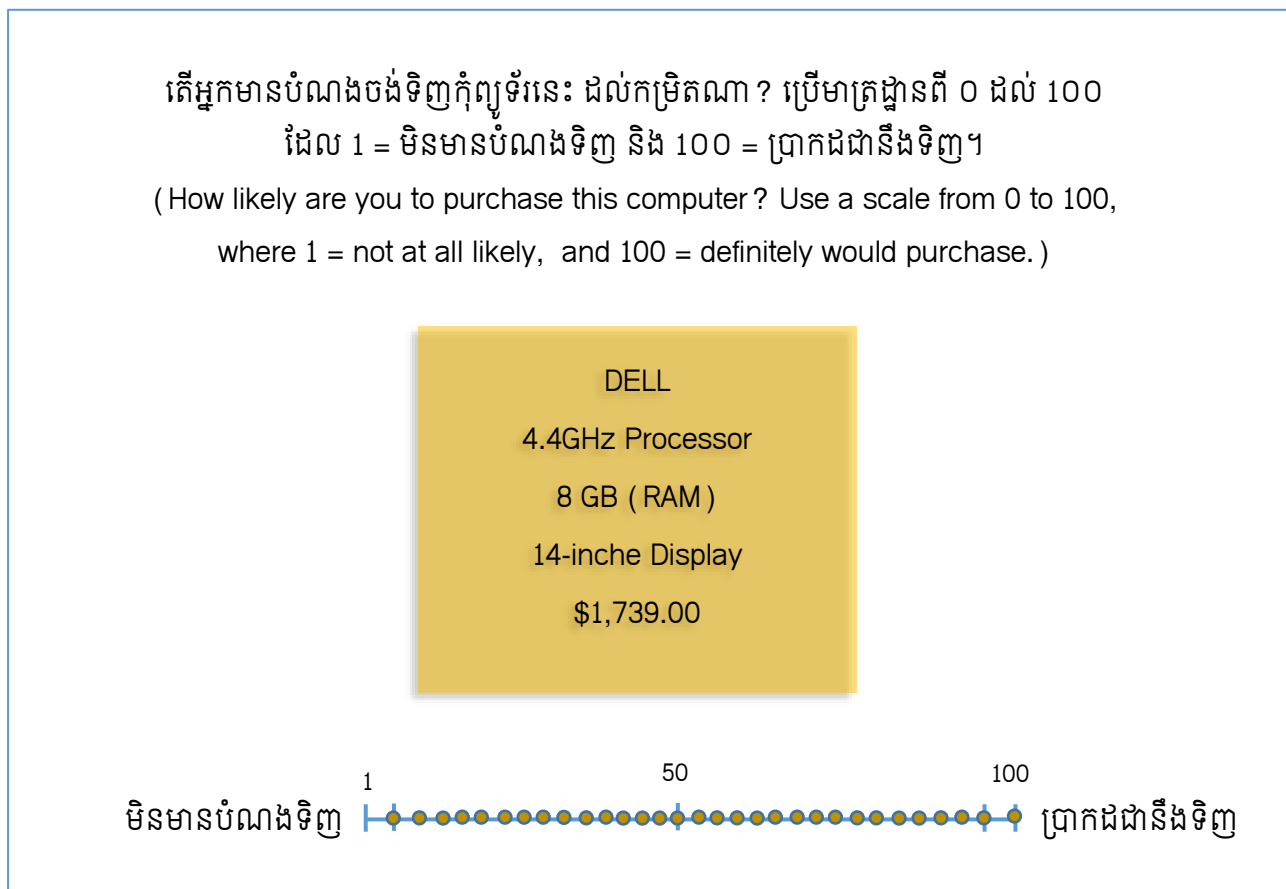 តើអ្នកមានបំណងចង់ទិញកុំព្យូទ័រនេះ ដល់កម្រិតណា? ប្រើមាត្រដ្ឋានពី 0 ដល់ 100
ដែល 1 = មិនមានបំណងទិញ និង 100 = ប្រាកដជានឹងទិញ។
(How likely are you to purchase this computer? Use a scale from 0 to 100,
where 1 = not at all likely, and 100 = definitely would purchase.)
DELL
4.4GHz Processor
8 GB (RAM)
14-inche Display
$1,739.00
1 50 100
មិនមានបំណងទិញ ប្រាកដជានឹងទិញ